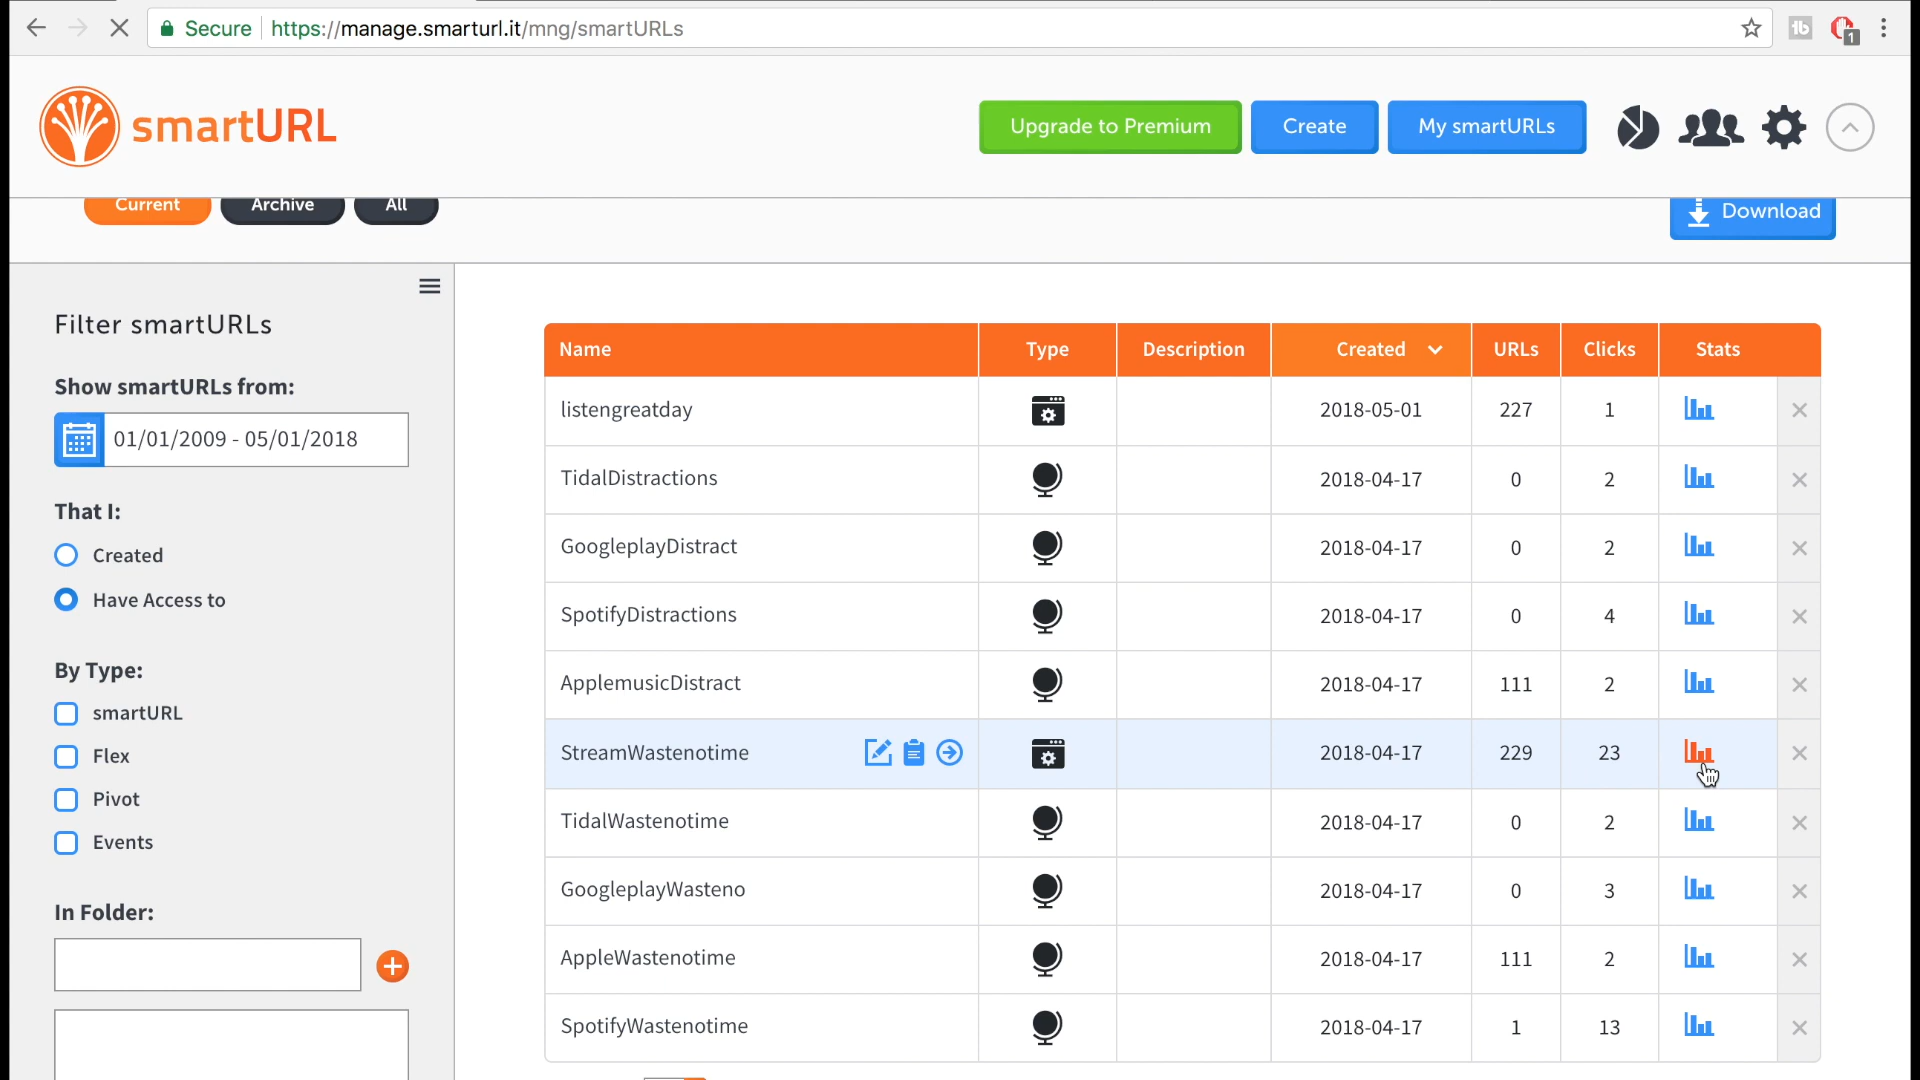 Secure https://manage.smarturl.it/mng/smartURLs
tb 1
smartURL
Upgrade to Premium Create My smartURLs
Current Archive All
Download
Filter smartURLs
Show smartURLs from:
01/01/2009 - 05/01/2018
That I:
Created
Have Access to
By Type:
smartURL
Flex
Pivot
Events
In Folder:
Name Type Description Created URLs Clicks Stats
listengreatday 2018-05-01 227 1
TidalDistractions 2018-04-17 0 2
GoogleplayDistract 2018-04-17 0 2
SpotifyDistractions 2018-04-17 0 4
ApplemusicDistract 2018-04-17 111 2
StreamWastenotime 2018-04-17 229 23
TidalWastenotime 2018-04-17 0 2
GoogleplayWasteno 2018-04-17 0 3
AppleWastenotime 2018-04-17 111 2
SpotifyWastenotime 2018-04-17 1 13